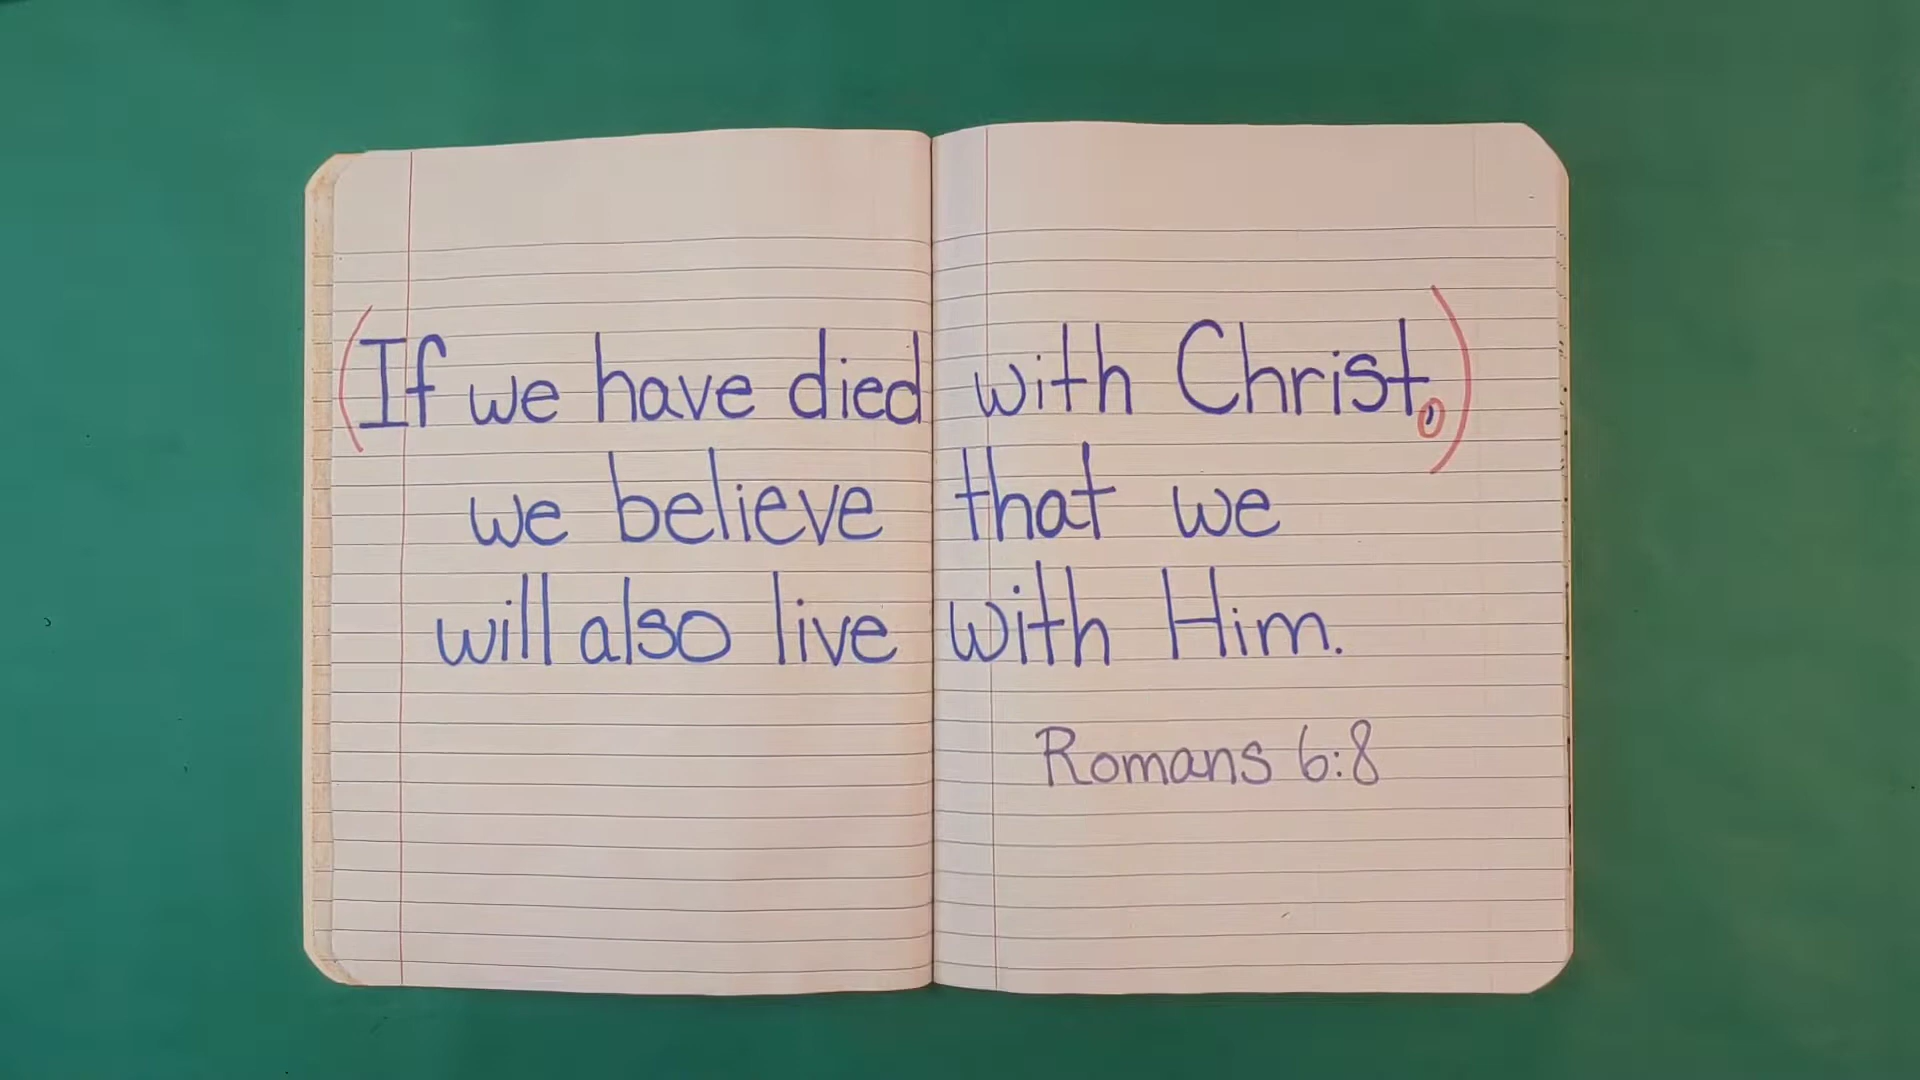 (If we have died with Christ,)
we believe that we
will also live with Him.
Romans 6:8